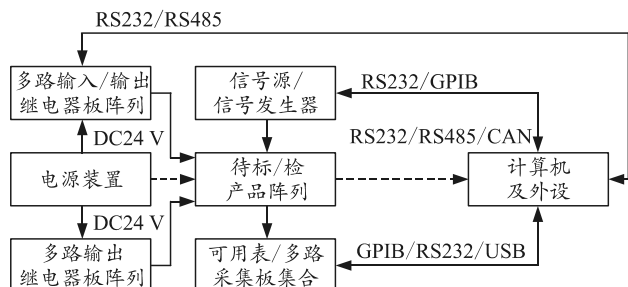 RS232/RS485
多路输入/输出
继电器板阵列
信号源/
信号发生器
RS232/GPIB
DC24 V
RS232/RS485/CAN
电源装置
待标/检
产品阵列
计算机
及外设
DC24 V
多路输出
继电器板阵列
可用表/多路
采集板集合
GPIB/RS232/USB